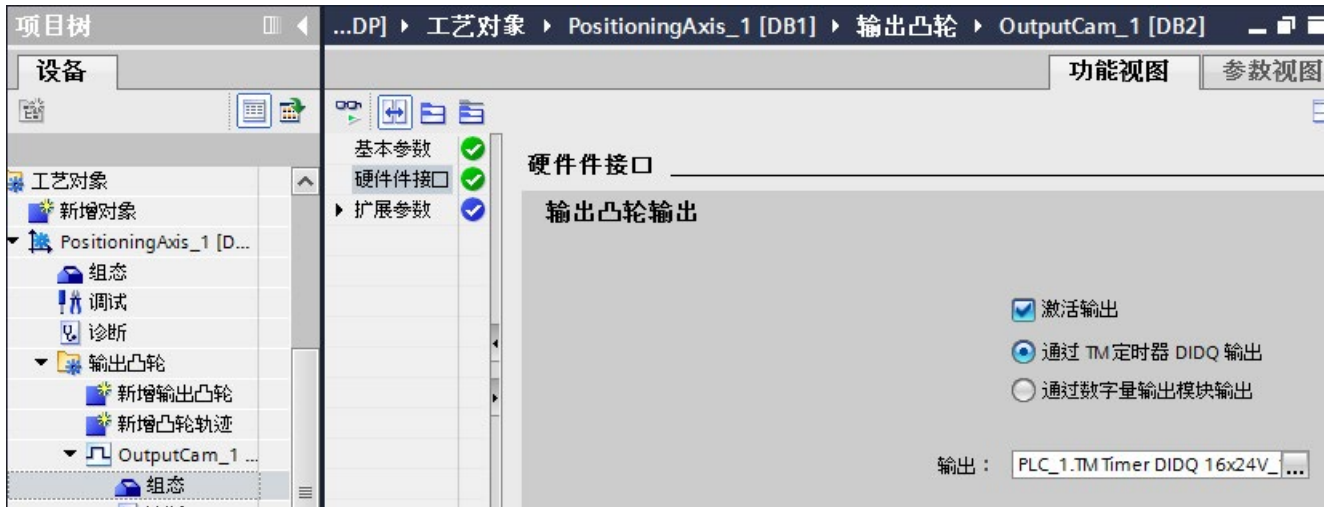 项目树
...DP] 工艺对象 PositioningAxis_1 [DB1] 输出凸轮 OutputCam_1 [DB2]
设备
功能视图 参数视图
基本参数
硬件件接口
扩展参数
硬件件接口
输出凸轮输出
工艺对象
新增对象
PositioningAxis_1 [D...
组态
调试
诊断
输出凸轮
新增输出凸轮
新增凸轮轨迹
OutputCam_1 ...
组态
激活输出
通过 TM 定时器 DIDQ 输出
通过数字量输出模块输出
输出： PLC_1.TM Timer DIDQ 16x24V_
...